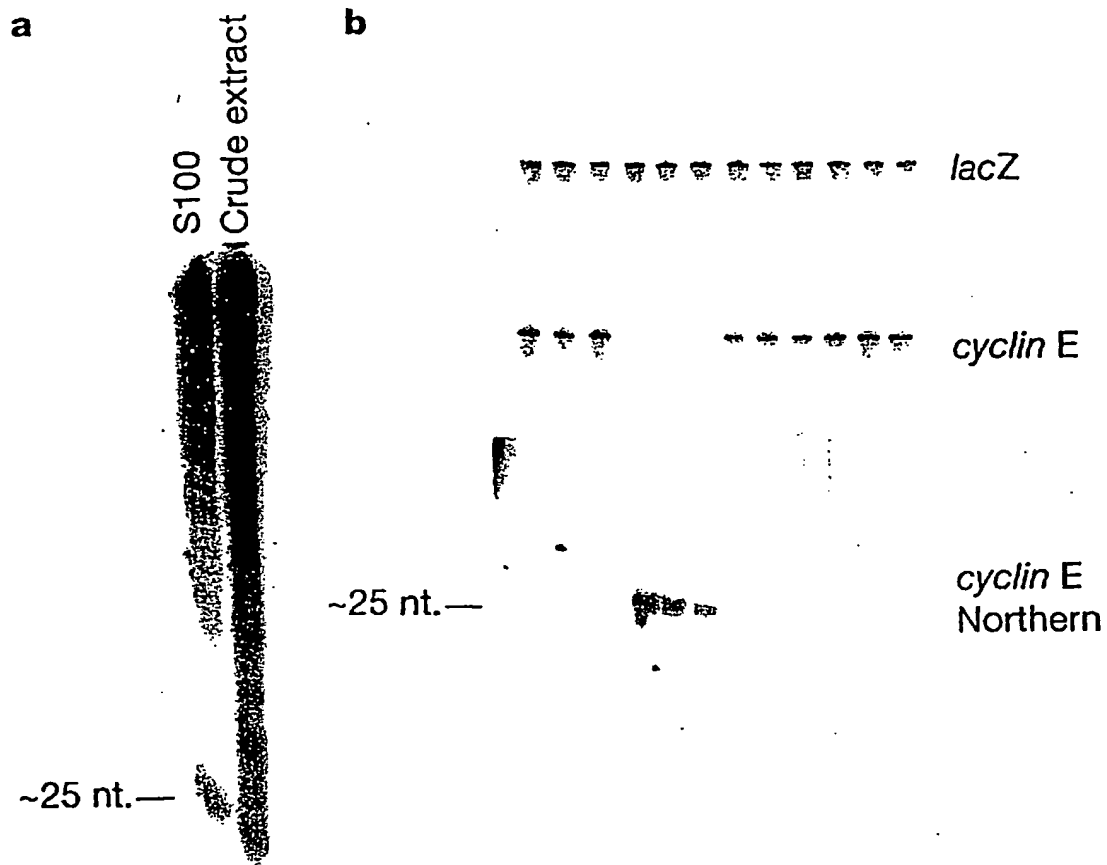 a
b
S100
Crude extract
lacZ
cyclin E
~25 nt.
cyclin E
Northern
~25 nt.